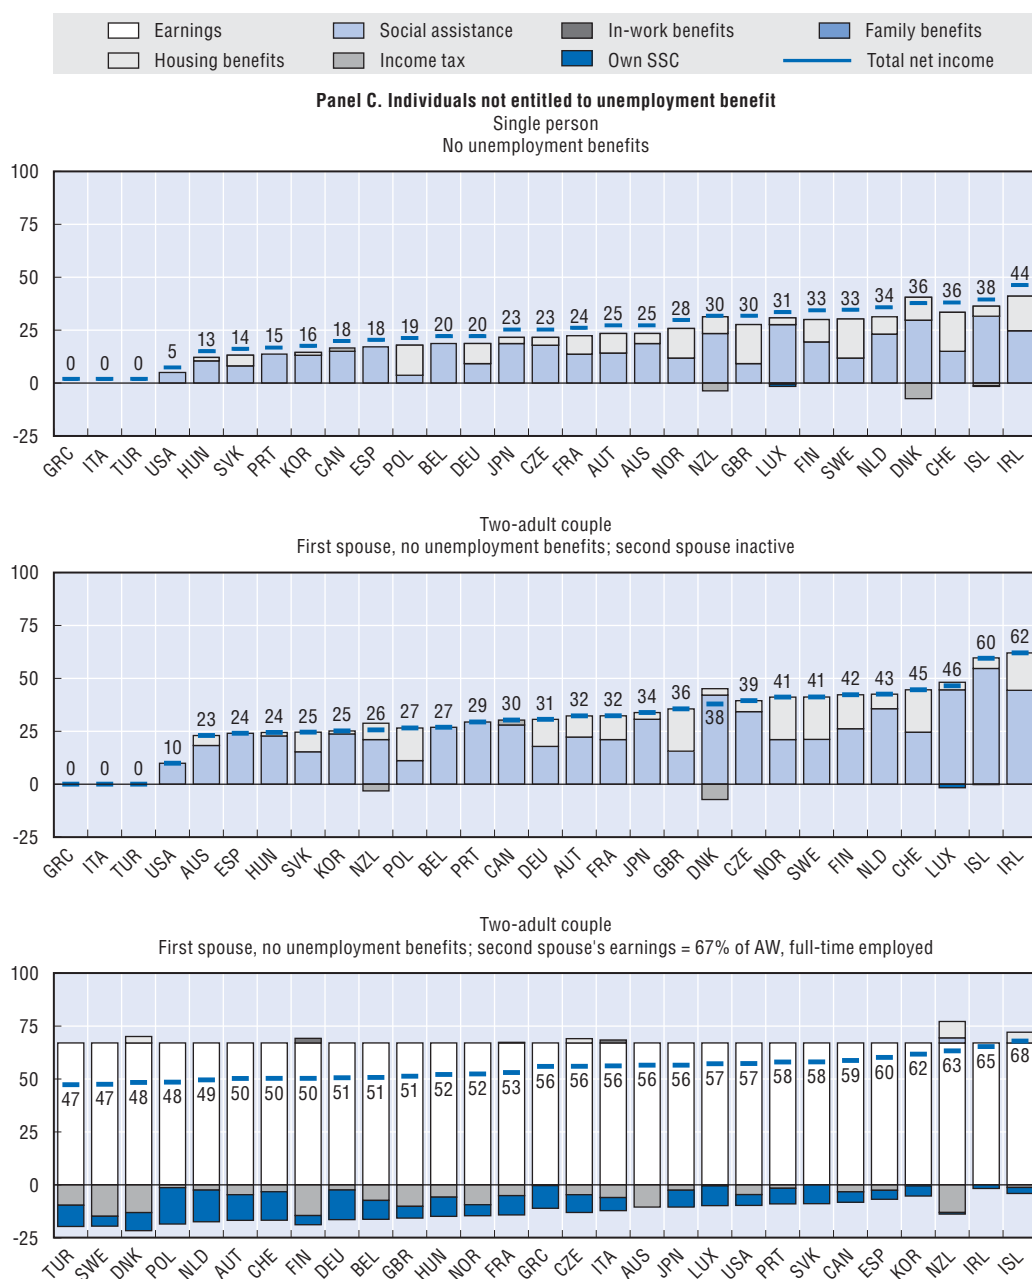 Earnings Social assistance In-work benefits Family benefits
Housing benefits Income tax Own SSC Total net income
Panel C. Individuals not entitled to unemployment benefit
Single person
No unemployment benefits
100
75
50
25
0
-25
0 0 0 5 13 14 15 16 18 18 19 20 20 23 23 24 25 25 28 30 30 31 33 33 34 36 36 38 44
GRC ITA TUR USA HUN SVK PRT KOR CAN ESP POL BEL DEU JPN CZE FRA AUT AUS NOR NZL GBR LUX FIN SWE NLD DNK CHE ISL IRL
Two-adult couple
First spouse, no unemployment benefits; second spouse inactive
100
75
50
25
0
-25
0 0 0 10 23 24 24 25 25 26 27 27 29 30 31 32 32 34 36 38 39 41 41 42 43 45 46 60 62
GRC ITA TUR USA AUS ESP HUN SVK KOR NZL POL BEL PRT CAN DEU AUT FRA JPN GBR DNK CZE NOR SWE FIN NLD CHE LUX ISL IRL
Two-adult couple
First spouse, no unemployment benefits; second spouse's earnings = 67% of AW, full-time employed
100
75
50
25
0
-25
47 47 48 48 49 50 50 50 51 51 51 52 52 53 56 56 56 56 56 57 57 58 58 59 60 62 63 65 68
TUR SWE DNK POL NLD AUT CHE FIN DEU BEL GBR HUN NOR FRA GRC CZE ITA AUS JPN LUX USA PRT SVK CAN ESP KOR NZL IRL ISL